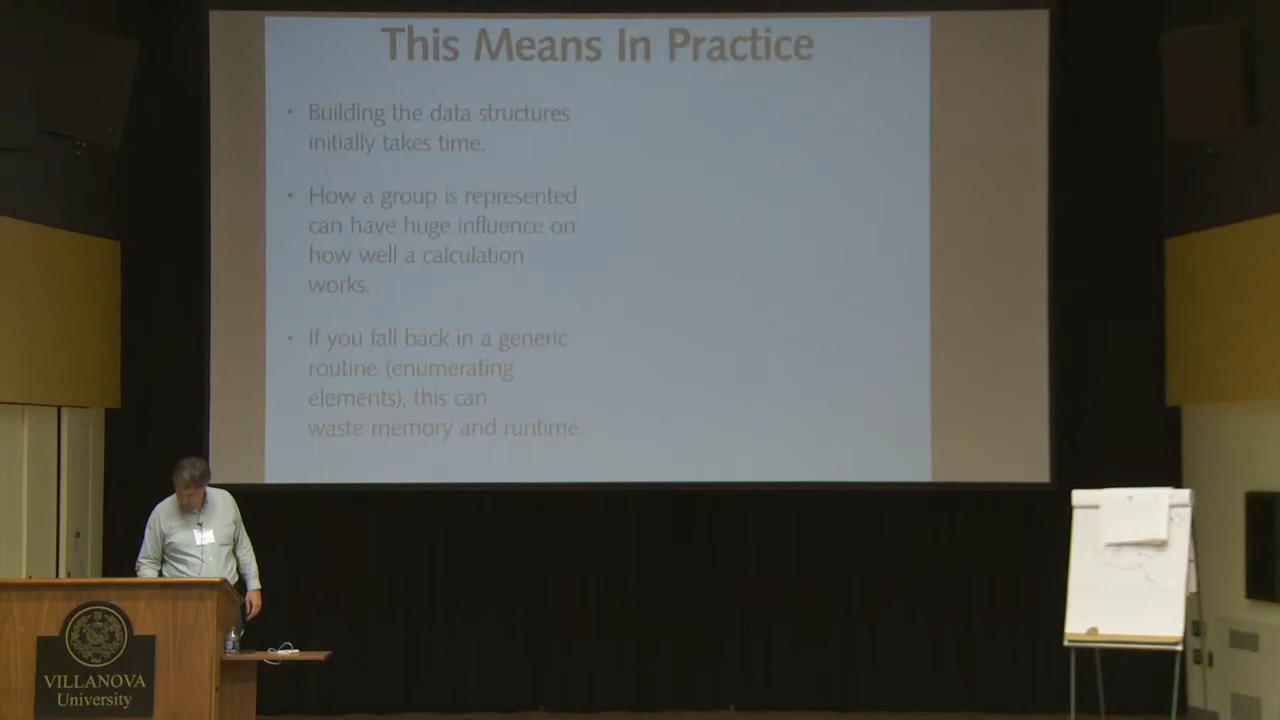 This Means In Practice
• Building the data structures
initially takes time.
• How a group is represented
can have huge influence on
how well a calculation
works.
• If you fall back in a generic
routine (enumerating
elements), this can
waste memory and runtime.
VILLANOVA
University